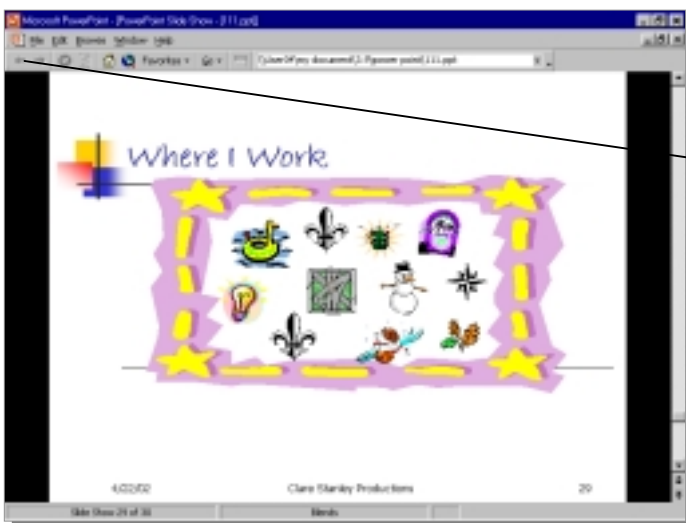 Microsoft PowerPoint - [PowerPoint Slide Show - [111.ppt]]
File Edit Browse Window Help
Favorites Go
Where I Work
4/22/02 Clare Stanley Productions 29
Slide Show 29 of 30 Blends